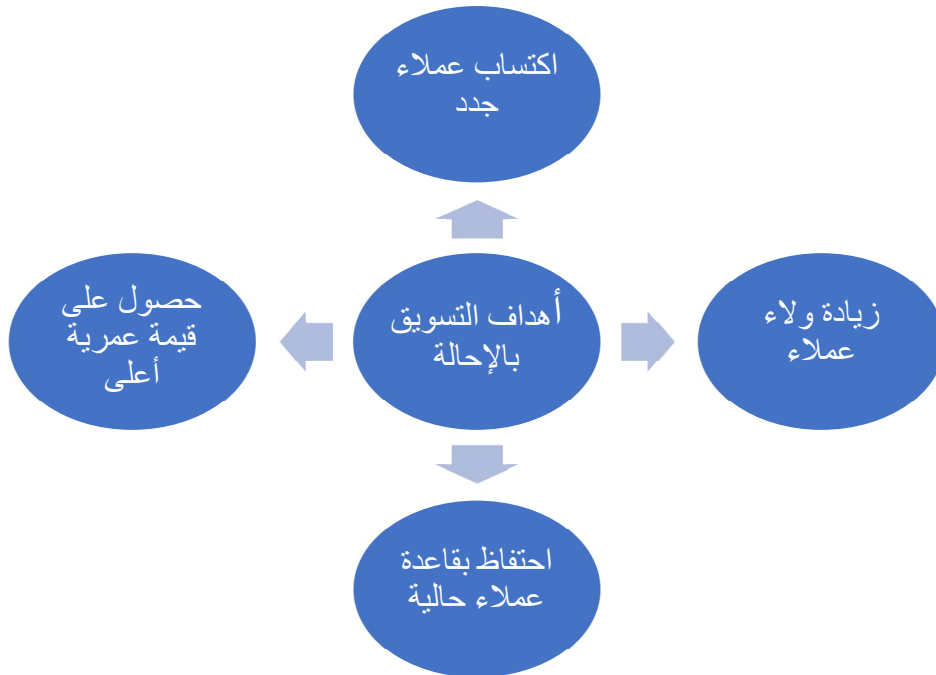 اكتساب عملاء
جدد
أهداف التسويق
بالإحالة
زيادة ولاء
عملاء
حصول على
قيمة عمرية
أعلى
احتفاظ بقاعدة
عملاء حالية